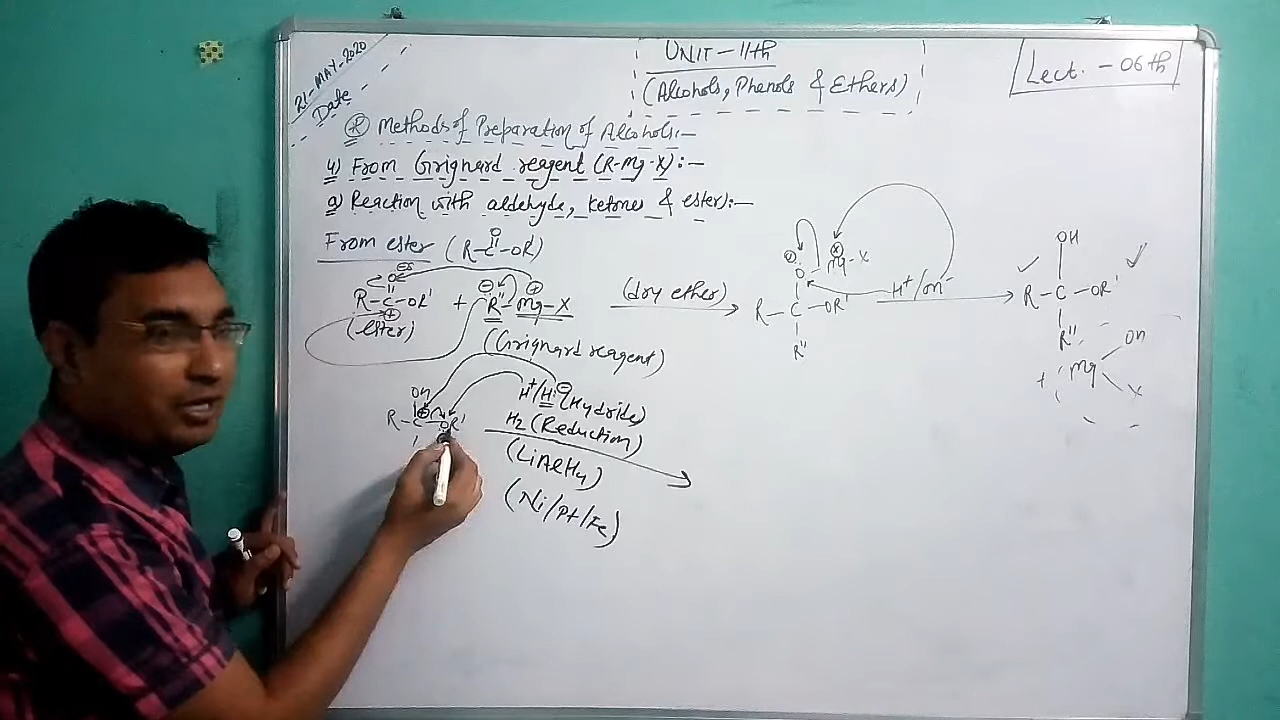 21-MAY-2020
Date
UNIT-11th
(Alcohols, Phenols & Ethers)
Lect. - 06th
(*) Methods of Preparation of Alcohols:-
4) From Grignard reagent (R-Mg-X):-
a) Reaction with aldehyde, ketones & ester):-
From ester (R-C-OR')
O
O
R-C-OR' + R''-Mg-X
(ester)
(Grignard reagent)
(dry ether)
O Mg-X
R-C-OR'
R''
H+/OH-
OH
R-C-OR'
R''
+ Mg
OH
X
OH
R-C-OR'
H+/H:⊖(Hydride)
H2 (Reduction)
(LiAlH4)
(Ni/Pt/Fe)